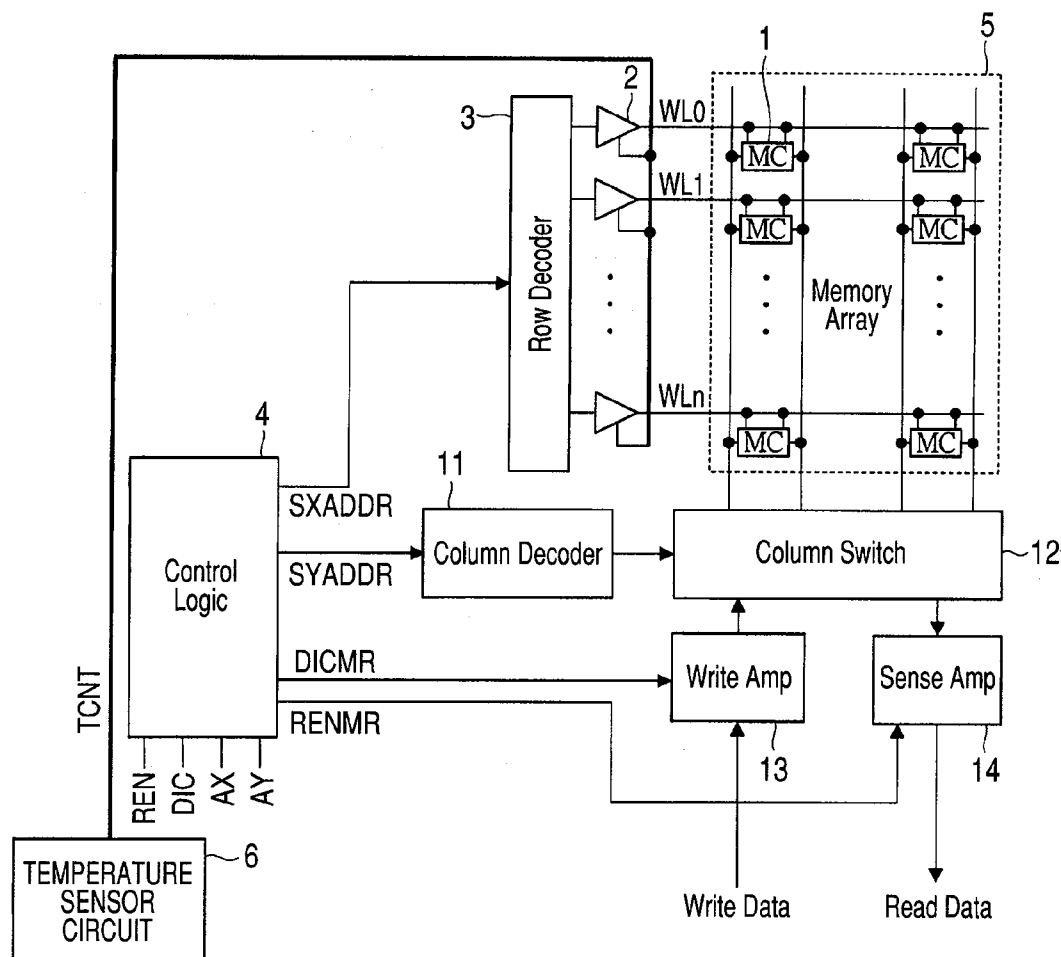 1
5
3
2
WL0
MC
MC
WL1
MC
MC
Row Decoder
Memory
Array
WLn
MC
MC
4
SXADDR
11
Control
Logic
SYADDR
Column Decoder
Column Switch
12
TCNT
DICMR
Write Amp
Sense Amp
RENMR
13
14
REN
DIC
AX
AY
6
TEMPERATURE
SENSOR
CIRCUIT
Write Data
Read Data